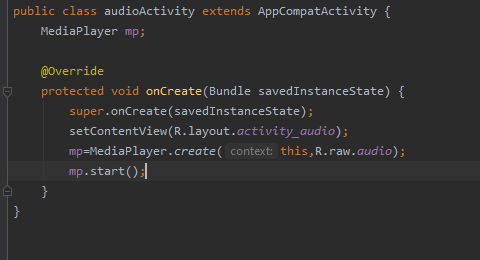 public class audioActivity extends AppCompatActivity {
MediaPlayer mp;
@Override
protected void onCreate(Bundle savedInstanceState) {
super.onCreate(savedInstanceState);
setContentView(R.layout.activity_audio);
mp=MediaPlayer.create( context: this,R.raw.audio);
mp.start();
}
}